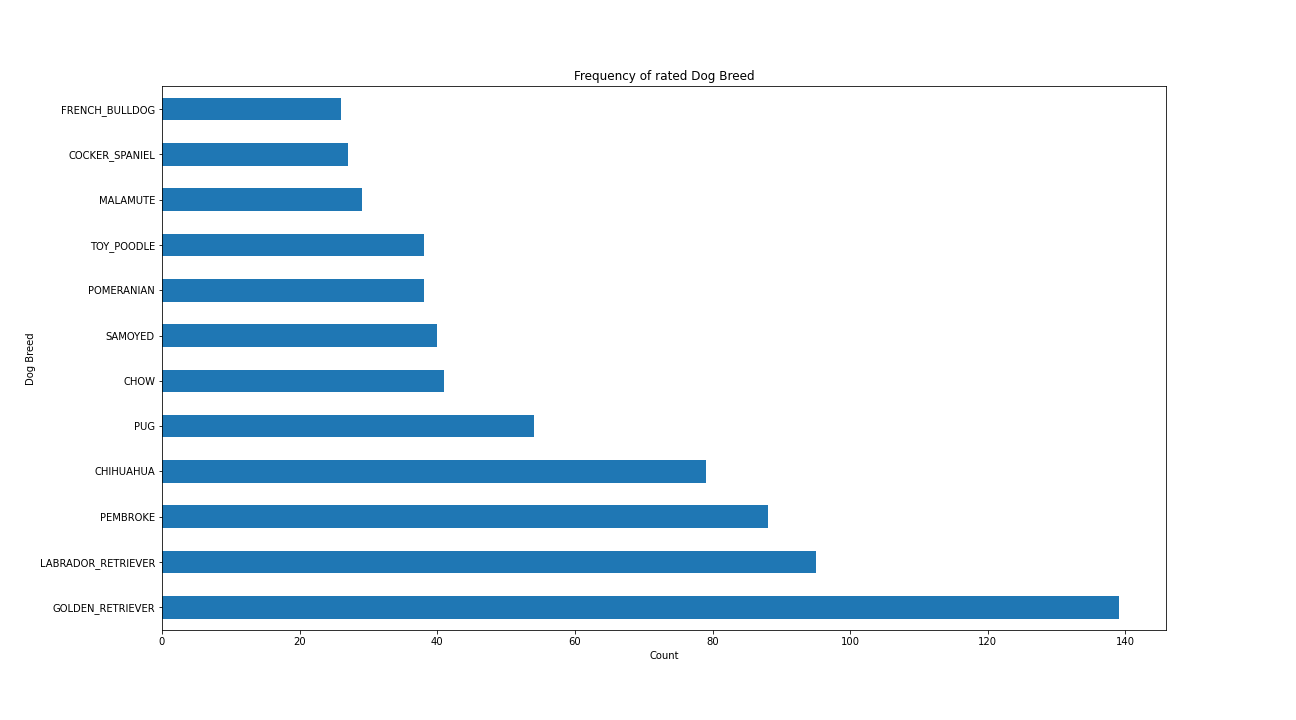 Frequency of rated Dog Breed
FRENCH_BULLDOG
COCKER_SPANIEL
MALAMUTE
TOY_POODLE
POMERANIAN
SAMOYED
CHOW
PUG
CHIHUAHUA
PEMBROKE
LABRADOR_RETRIEVER
GOLDEN_RETRIEVER
Dog Breed
0 20 40 60 80 100 120 140
Count